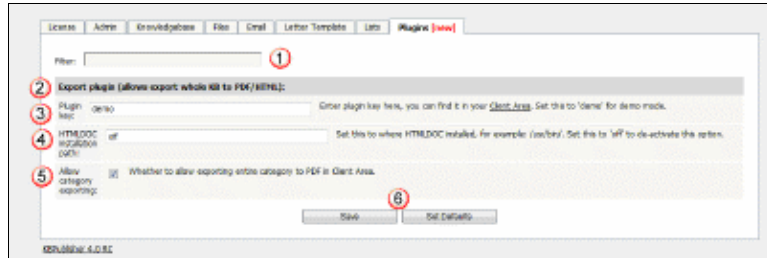 License Admin Knowledgebase Files Email Letter Template Lists Plugins [new]
Filter: 1
2 Export plugin (allows export whole KB to PDF/HTML):
3 Plugin key: demo Enter plugin key here, you can find it in your Client Area. Set this to 'demo' for demo mode.
4 HTMLDOC installation path: off Set this to where HTMLDOC installed, for example: /usr/bin/. Set this to 'off' to de-activate this option.
5 Allow category exporting: Whether to allow exporting entire category to PDF in Client Area.
6
Save Set Defaults
KBPublisher 4.0 RC